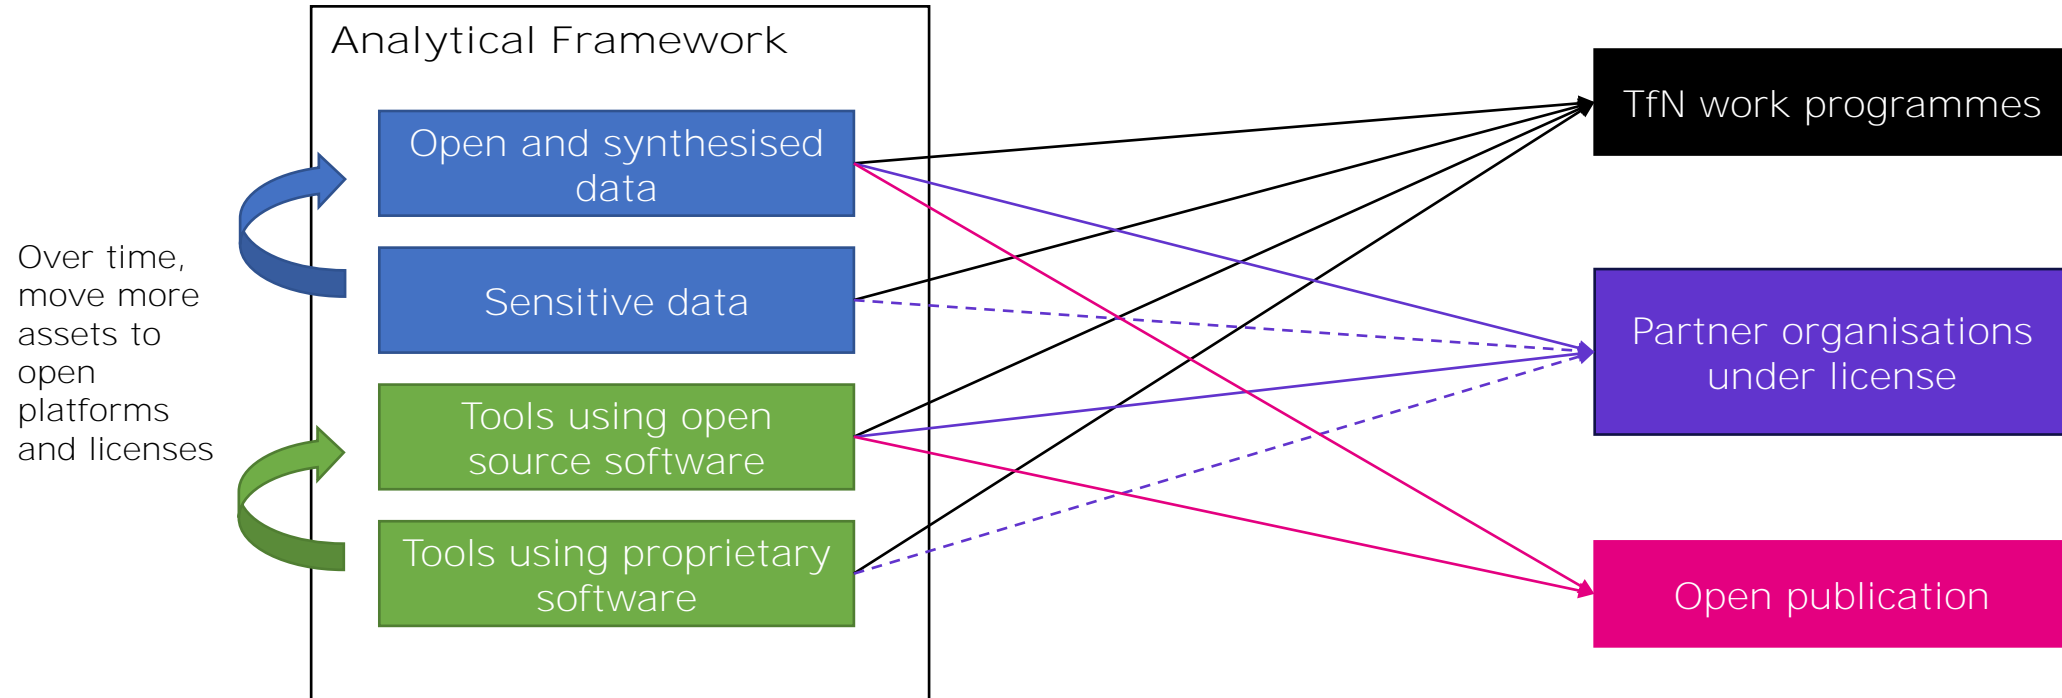 Analytical Framework
Over time,
move more
assets to
open
platforms
and licenses
Open and synthesised
data
Sensitive data
Tools using open
source software
Tools using proprietary
software
TfN work programmes
Partner organisations
under license
Open publication